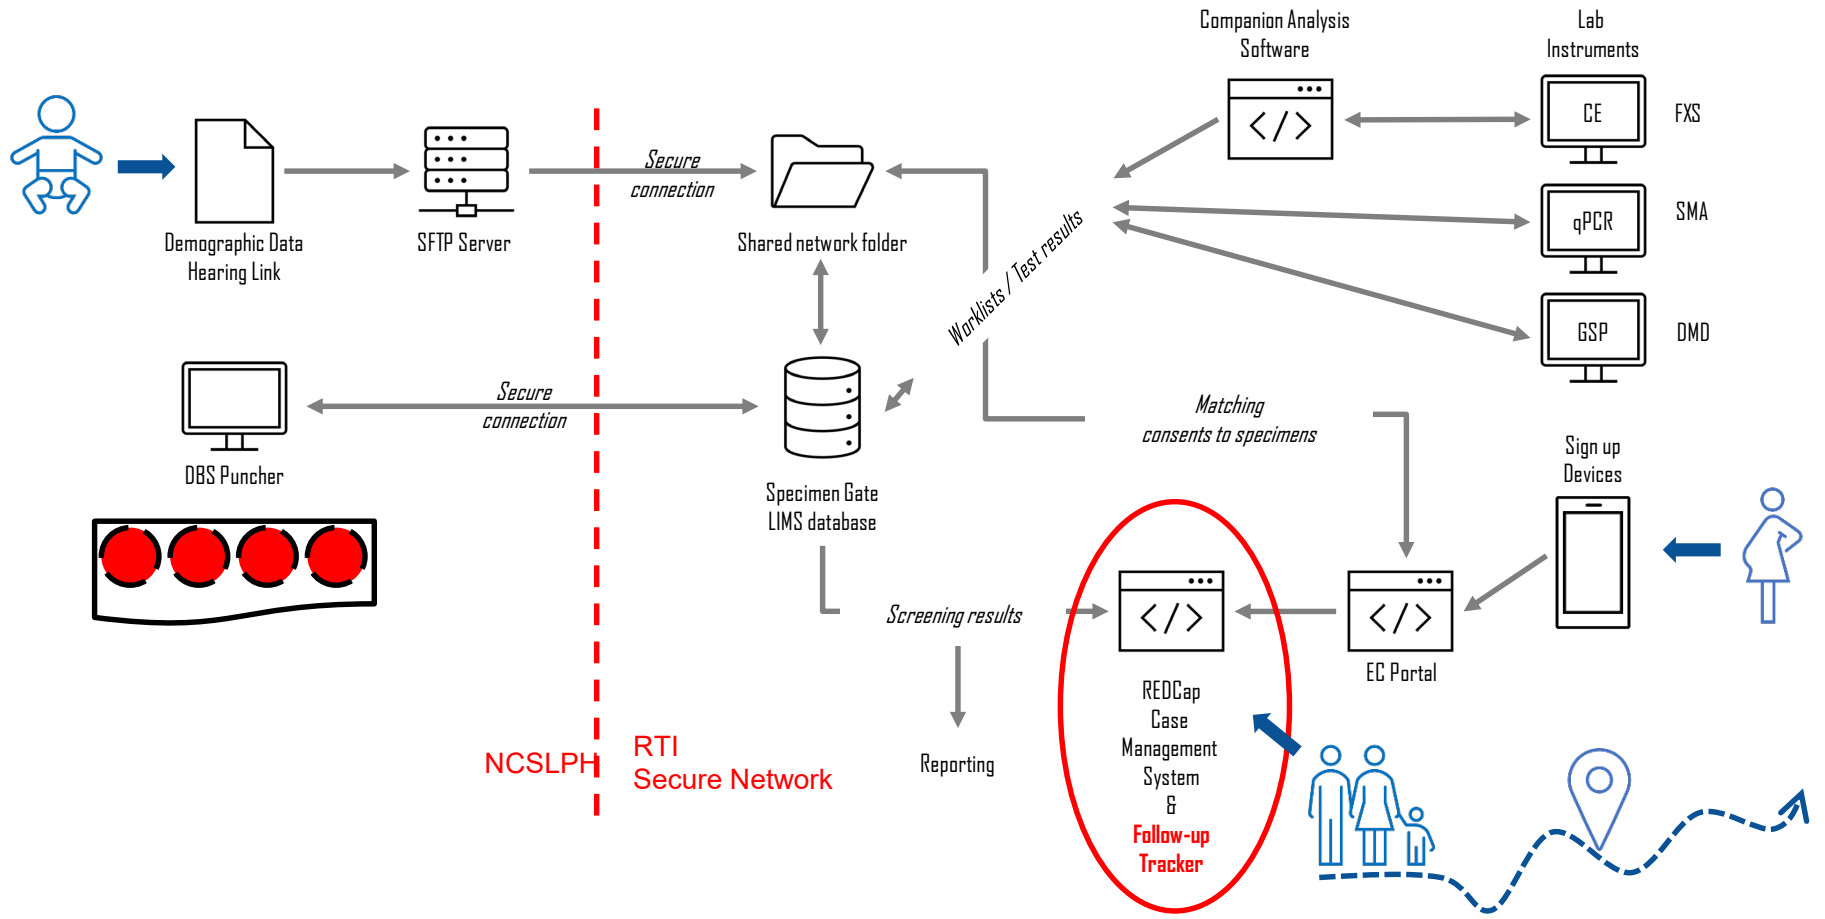 Companion Analysis
Software
Lab
Instruments
CE
FXS
Secure
connection
qPCR
SMA
Demographic Data
Hearing Link
SFTP Server
Shared network folder
Worklists / Test results
GSP
DMD
Secure
connection
Matching
consents to specimens
Sign up
Devices
DBS Puncher
Specimen Gate
LIMS database
</>
</>
</>
Screening results
EC Portal
REDCap
Case
Management
System
&
Follow-up
Tracker
NCSLPH
RTI
Secure Network
Reporting